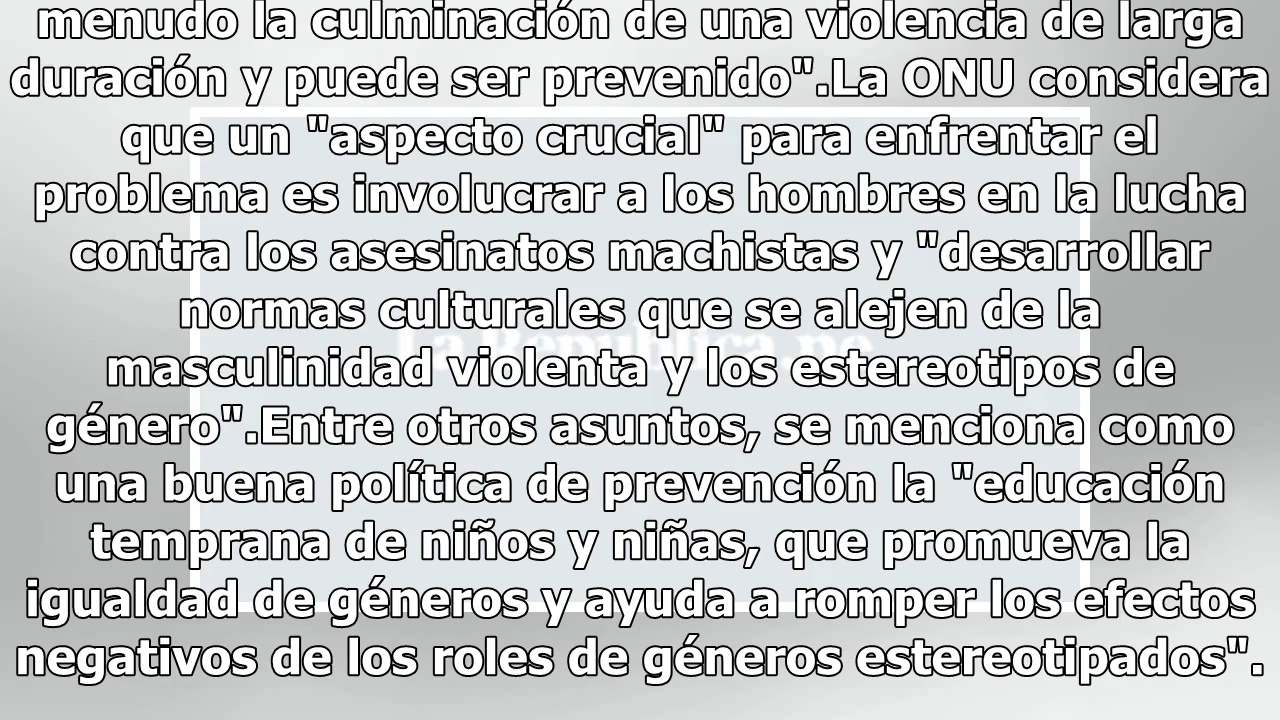 menudo la culminación de una violencia de larga
duración y puede ser prevenido".La ONU considera
que un "aspecto crucial" para enfrentar el
problema es involucrar a los hombres en la lucha
contra los asesinatos machistas y "desarrollar
normas culturales que se alejen de la
La República.pe
masculinidad violenta y los estereotipos de
género".Entre otros asuntos, se menciona como
una buena política de prevención la "educación
temprana de niños y niñas, que promueva la
igualdad de géneros y ayuda a romper los efectos
negativos de los roles de géneros estereotipados".